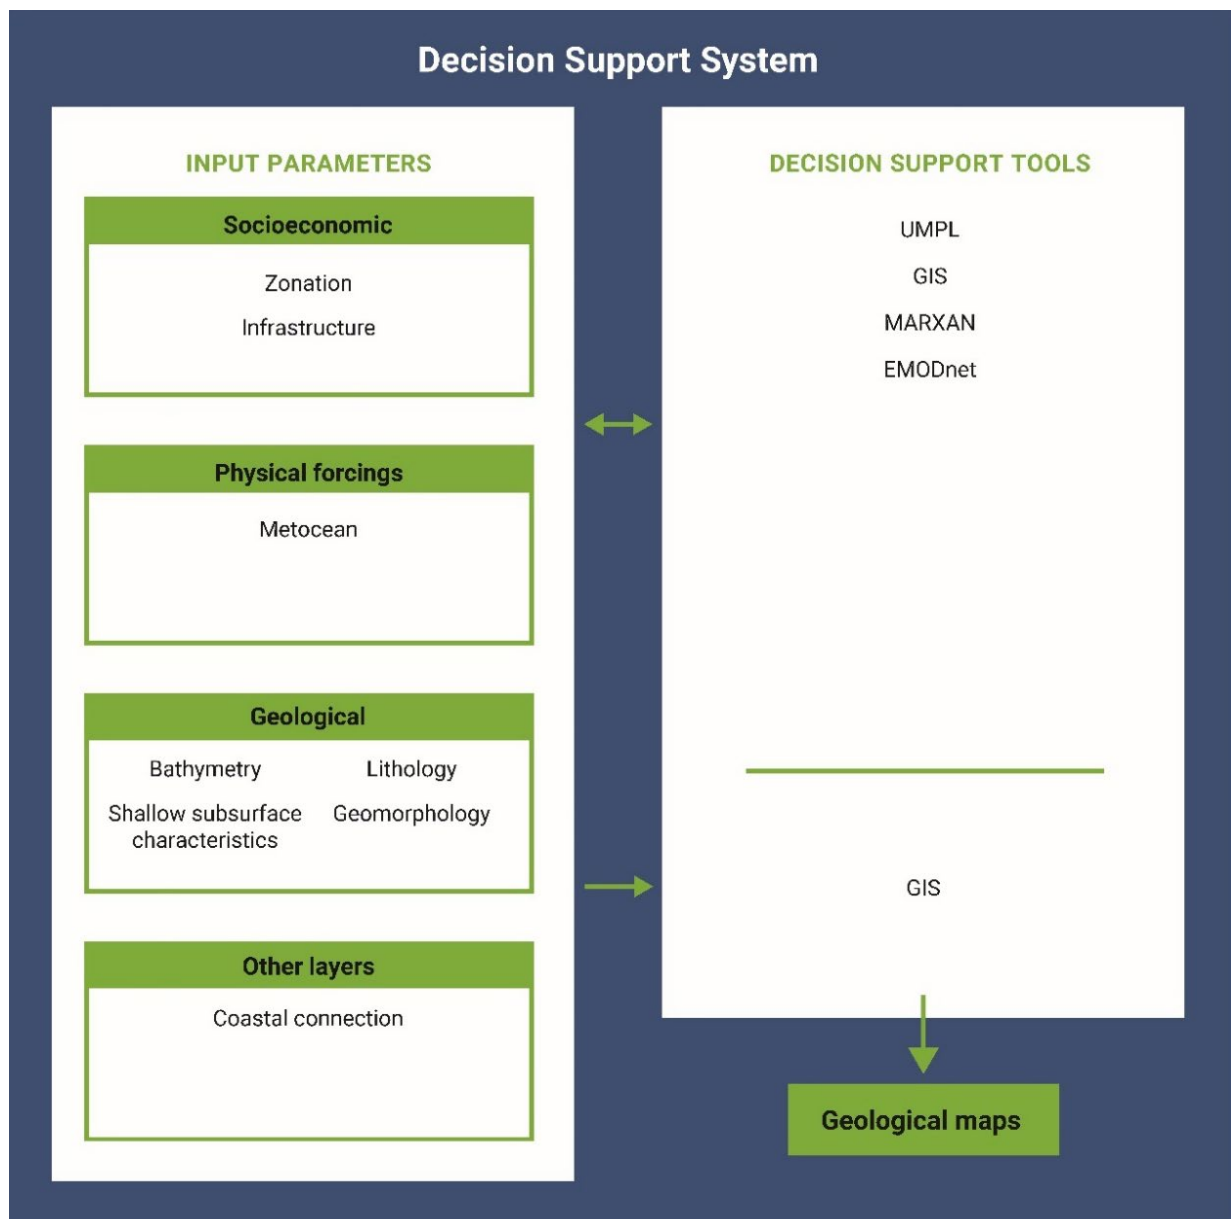 Decision Support System
INPUT PARAMETERS
Socioeconomic
Zonation
Infrastructure
Physical forcings
Metocean
Geological
Bathymetry
Lithology
Shallow subsurface
characteristics
Geomorphology
Other layers
Coastal connection
DECISION SUPPORT TOOLS
UMPL
GIS
MARXAN
EMODnet
GIS
Geological maps